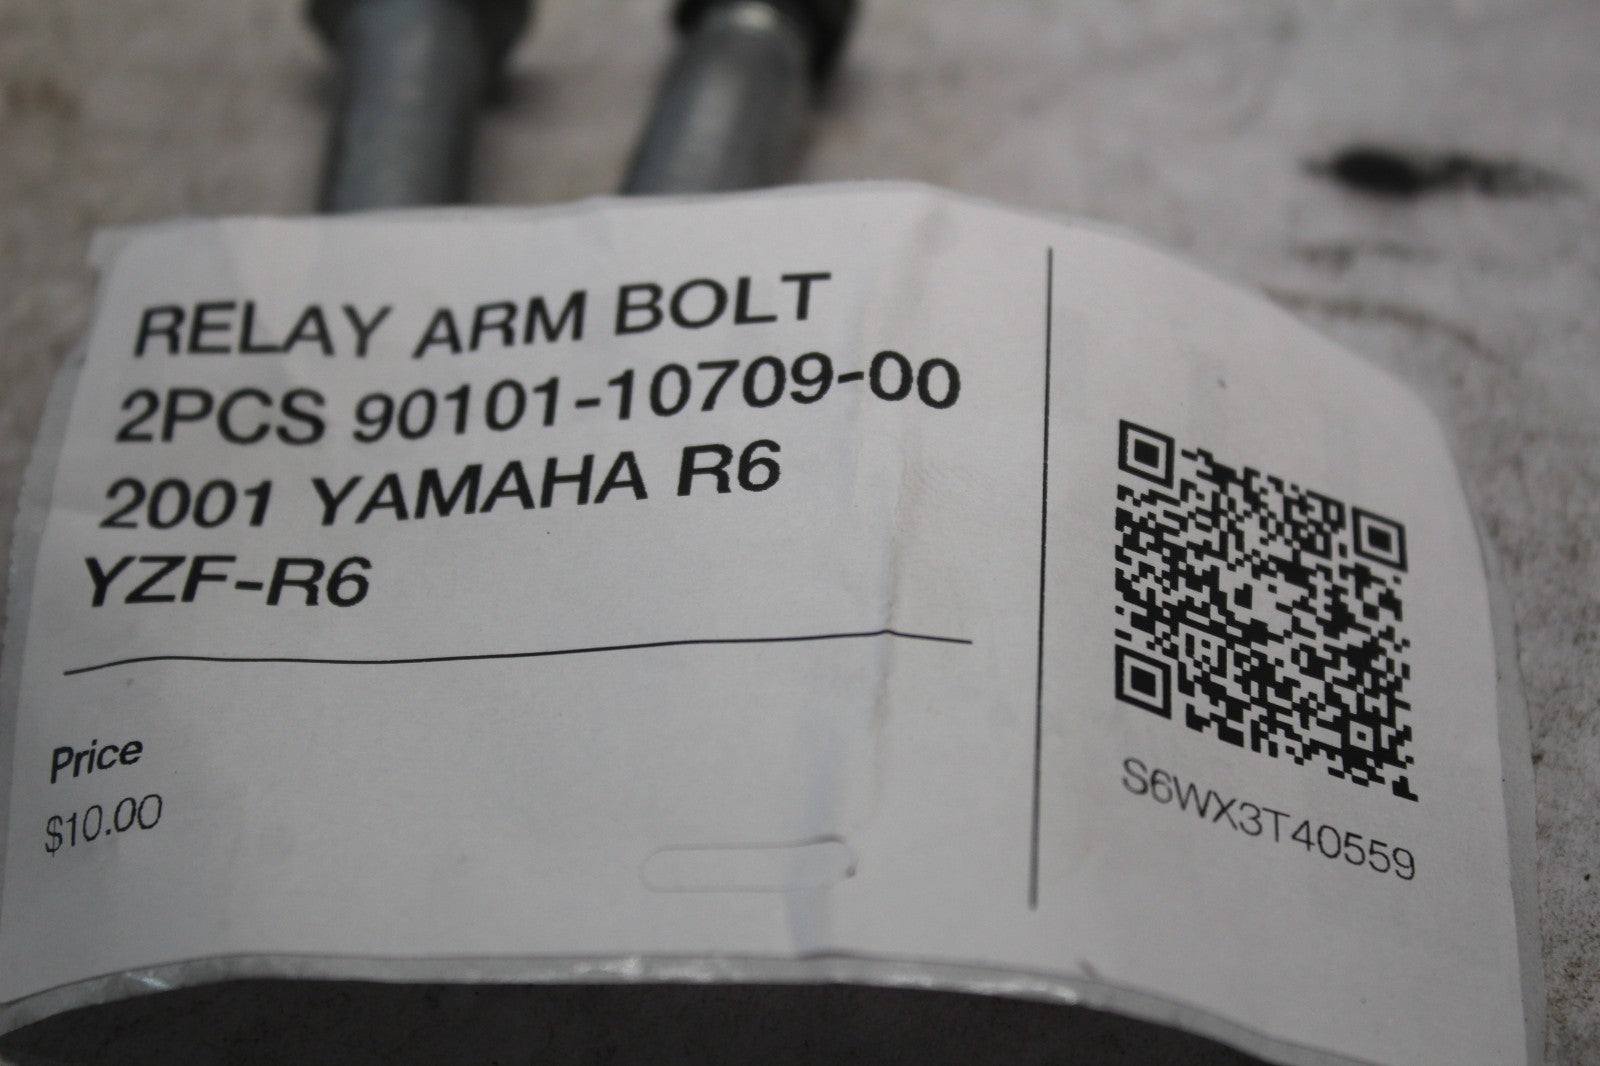 RELAY ARM BOLT
2PCS 90101-10709-00
2001 YAMAHA R6
YZF-R6
Price
$10.00
S6WX3T40559